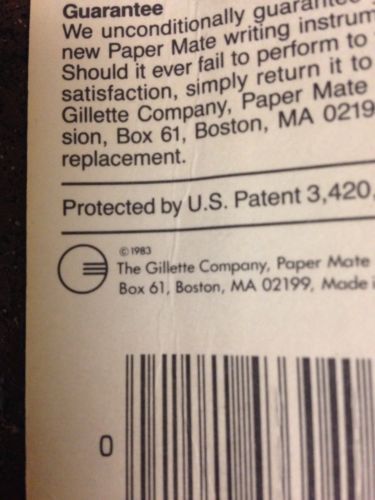 Guarantee
We unconditionally guarantee
new Paper Mate writing instrum
Should it ever fail to perform to
satisfaction, simply return it to
Gillette Company, Paper Mate
sion, Box 61, Boston, MA 0219
replacement.
Protected by U.S. Patent 3,420,
© 1983
The Gillette Company, Paper Mate
Box 61, Boston, MA 02199, Made i
0